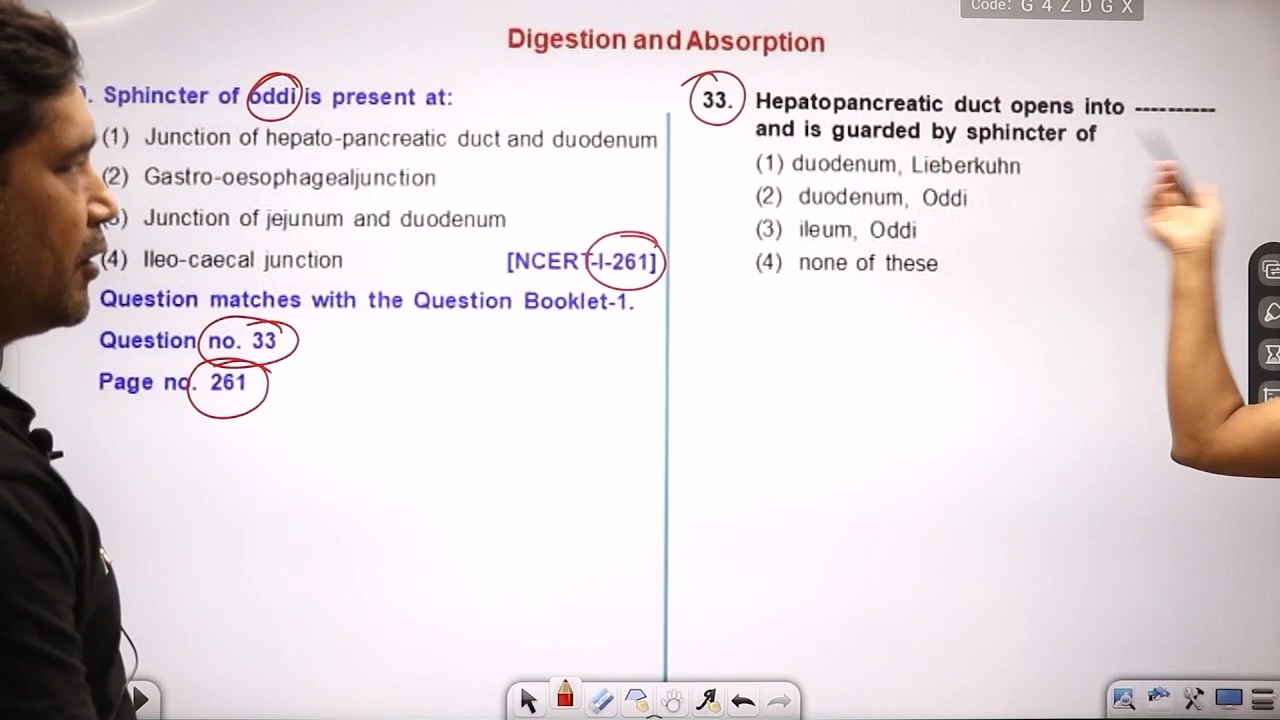 Code: G 4 Z D G X
Digestion and Absorption
. Sphincter of oddi is present at:
(1) Junction of hepato-pancreatic duct and duodenum
(2) Gastro-oesophagealjunction
) Junction of jejunum and duodenum
(4) Ileo-caecal junction [NCERT-I-261]
Question matches with the Question Booklet-1.
Question no. 33
Page no. 261
33. Hepatopancreatic duct opens into ----------
and is guarded by sphincter of
(1) duodenum, Lieberkuhn
(2) duodenum, Oddi
(3) ileum, Oddi
(4) none of these